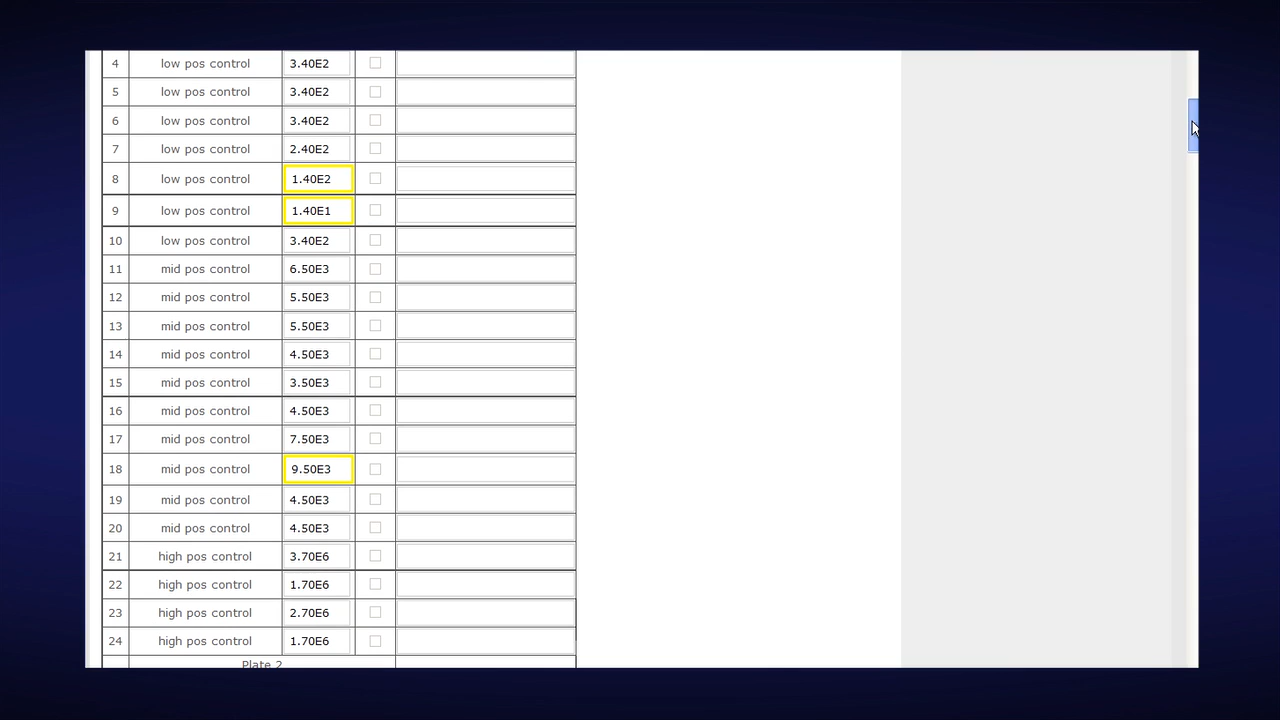 4 low pos control 3.40E2
5 low pos control 3.40E2
6 low pos control 3.40E2
7 low pos control 2.40E2
8 low pos control 1.40E2
9 low pos control 1.40E1
10 low pos control 3.40E2
11 mid pos control 6.50E3
12 mid pos control 5.50E3
13 mid pos control 5.50E3
14 mid pos control 4.50E3
15 mid pos control 3.50E3
16 mid pos control 4.50E3
17 mid pos control 7.50E3
18 mid pos control 9.50E3
19 mid pos control 4.50E3
20 mid pos control 4.50E3
21 high pos control 3.70E6
22 high pos control 1.70E6
23 high pos control 2.70E6
24 high pos control 1.70E6
Plate 2